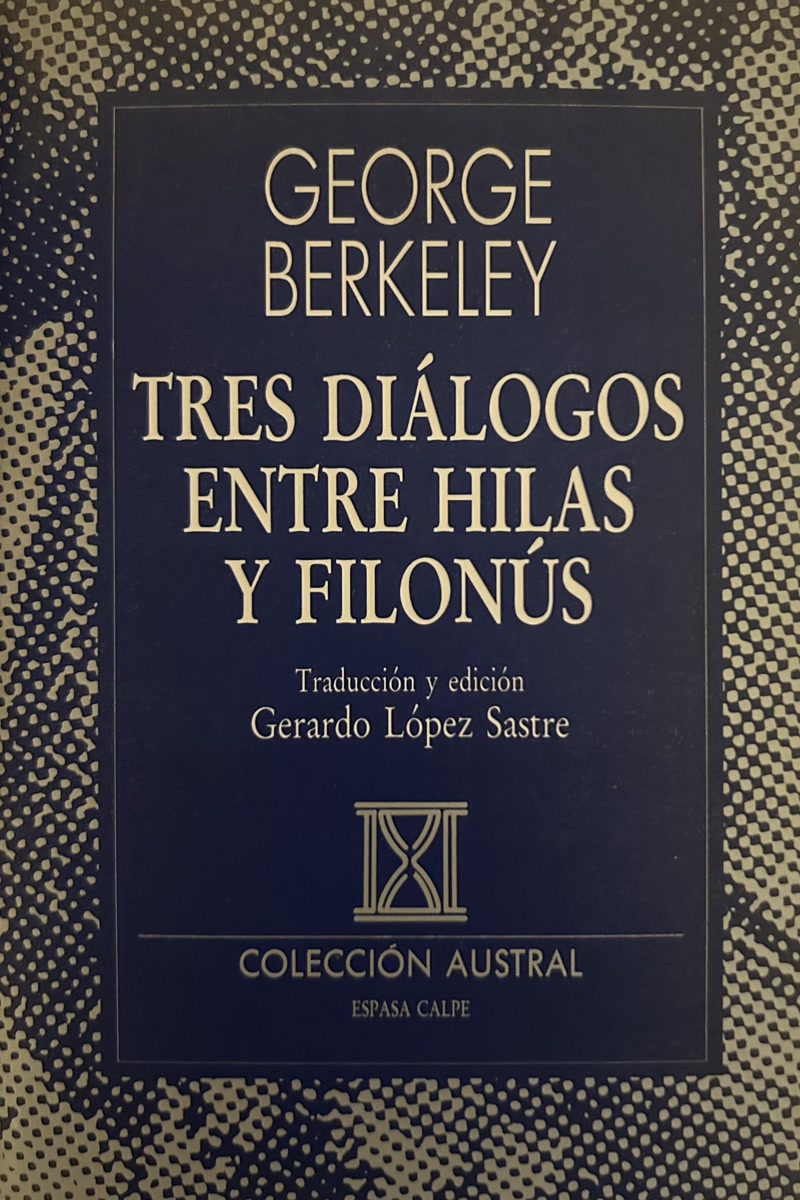 GEORGE
BERKELEY
TRES DIÁLOGOS
ENTRE HILAS
Y FILONÚS
Traducción y edición
Gerardo López Sastre
COLECCIÓN AUSTRAL
ESPASA CALPE